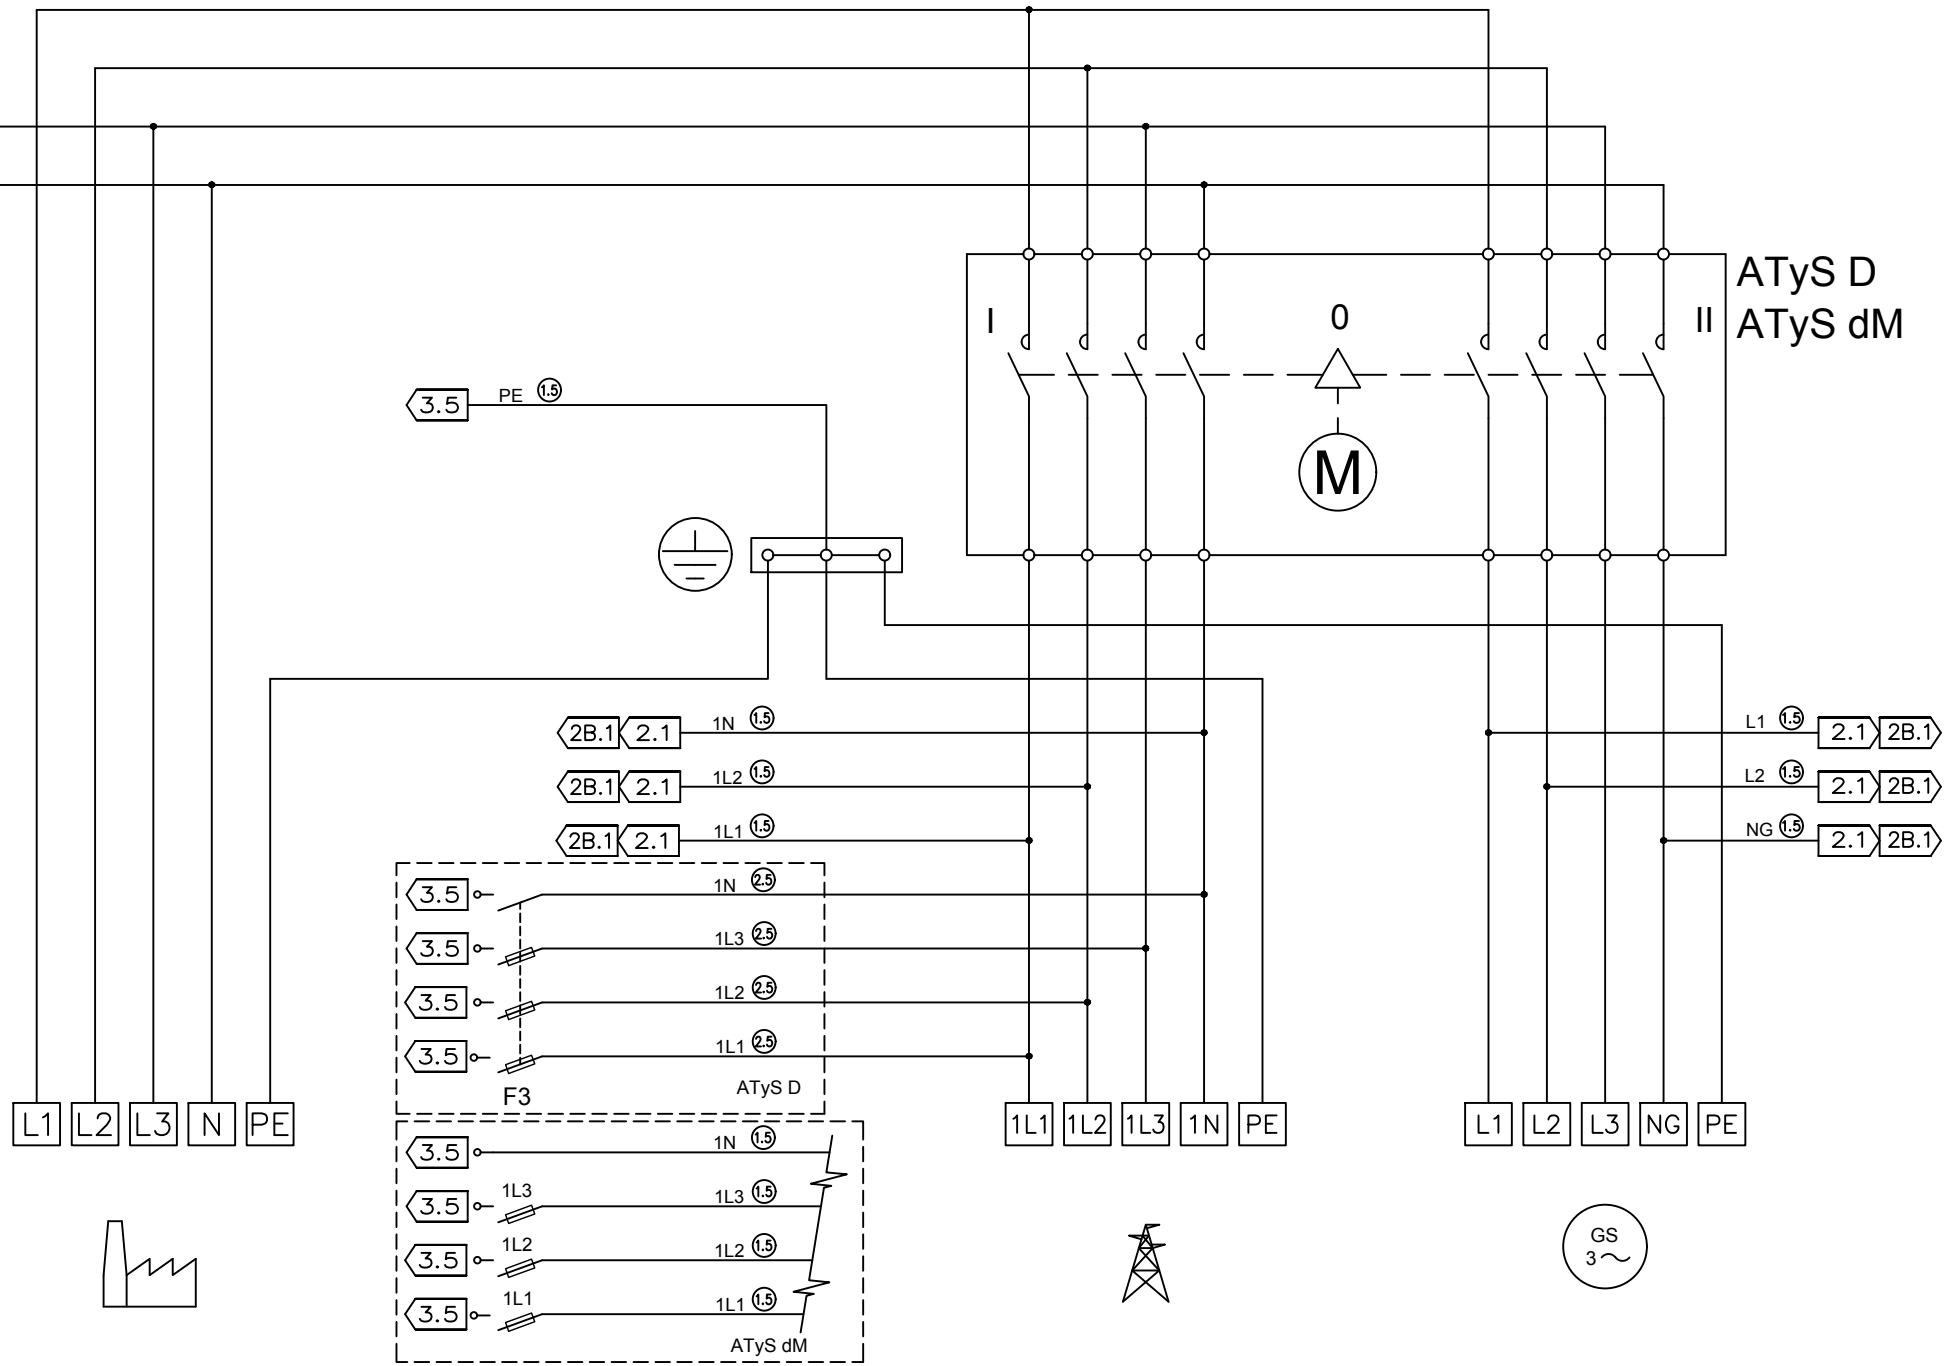 ATyS D
ATyS dM
I
0
II
M
3.5 PE 1.5
2B.1 2.1 1N 1.5
2B.1 2.1 1L2 1.5
2B.1 2.1 1L1 1.5
L1 1.5 2.1 2B.1
L2 1.5 2.1 2B.1
NG 1.5 2.1 2B.1
3.5 1N 2.5
3.5 1L3 2.5
3.5 1L2 2.5
3.5 1L1 2.5
F3 ATyS D
L1 L2 L3 N PE
1L1 1L2 1L3 1N PE
L1 L2 L3 NG PE
3.5 1N 1.5
3.5 1L3 1L3 1.5
3.5 1L2 1L2 1.5
3.5 1L1 1L1 1.5
ATyS dM
GS
3~